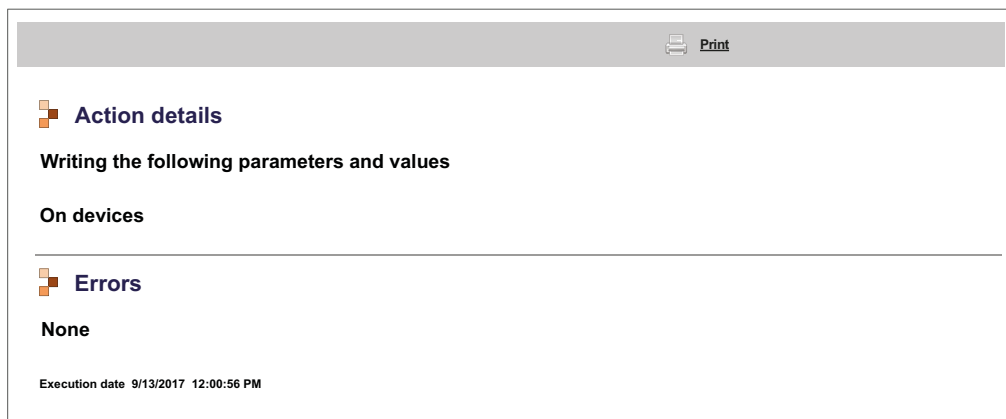 Print
Action details
Writing the following parameters and values
On devices
Errors
None
Execution date 9/13/2017 12:00:56 PM